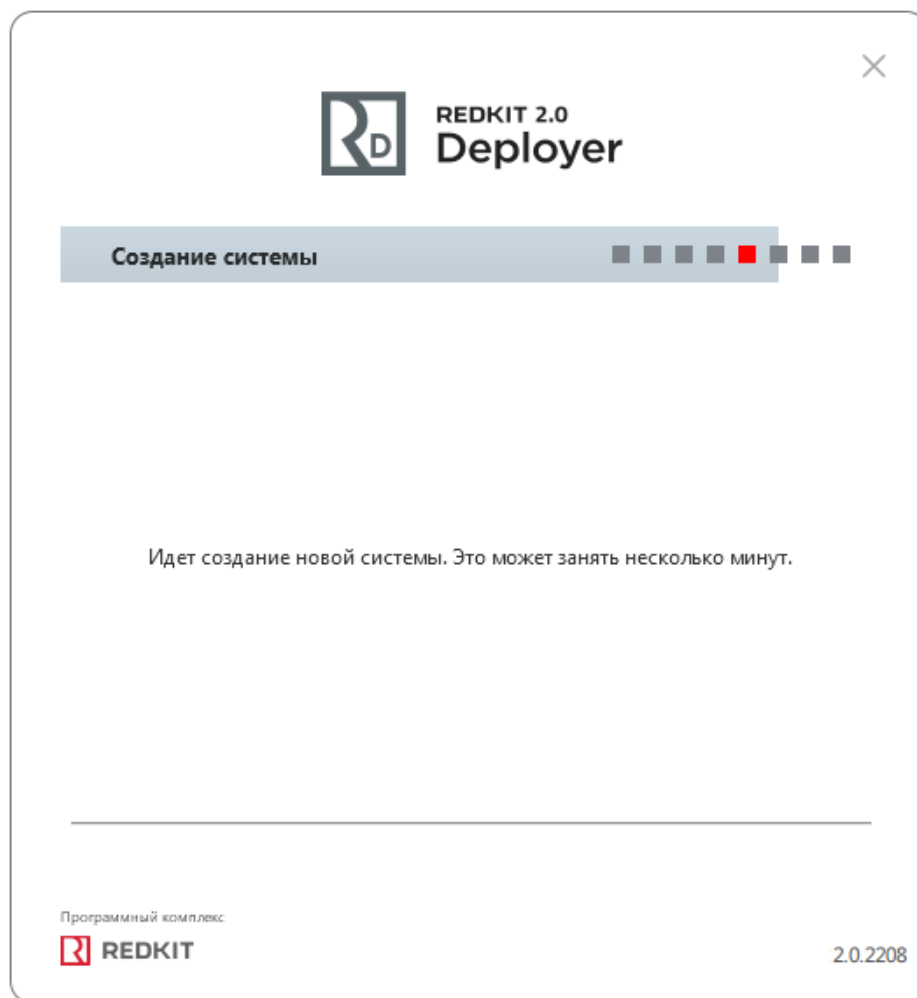 RD
REDKIT 2.0
Deployer
Создание системы
Идет создание новой системы. Это может занять несколько минут.
Программный комплекс
REDKIT
2.0.2208